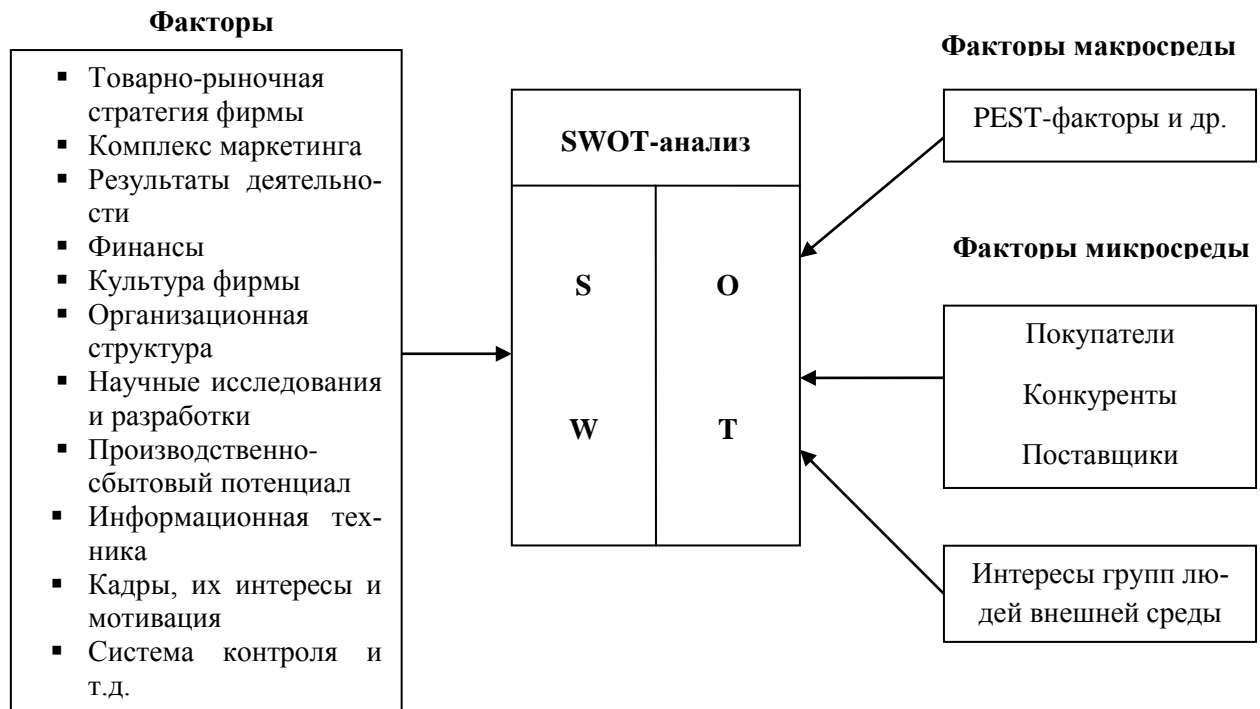 Факторы
▪ Товарно-рыночная
стратегия фирмы
▪ Комплекс маркетинга
▪ Результаты деятельно-
сти
▪ Финансы
▪ Культура фирмы
▪ Организационная
структура
▪ Научные исследования
и разработки
▪ Производственно-
сбытовый потенциал
▪ Информационная тех-
ника
▪ Кадры, их интересы и
мотивация
▪ Система контроля и
т.д.
SWOT-анализ
S
O
W
T
Факторы макросреды
PEST-факторы и др.
Факторы микросреды
Покупатели
Конкуренты
Поставщики
Интересы групп лю-
дей внешней среды